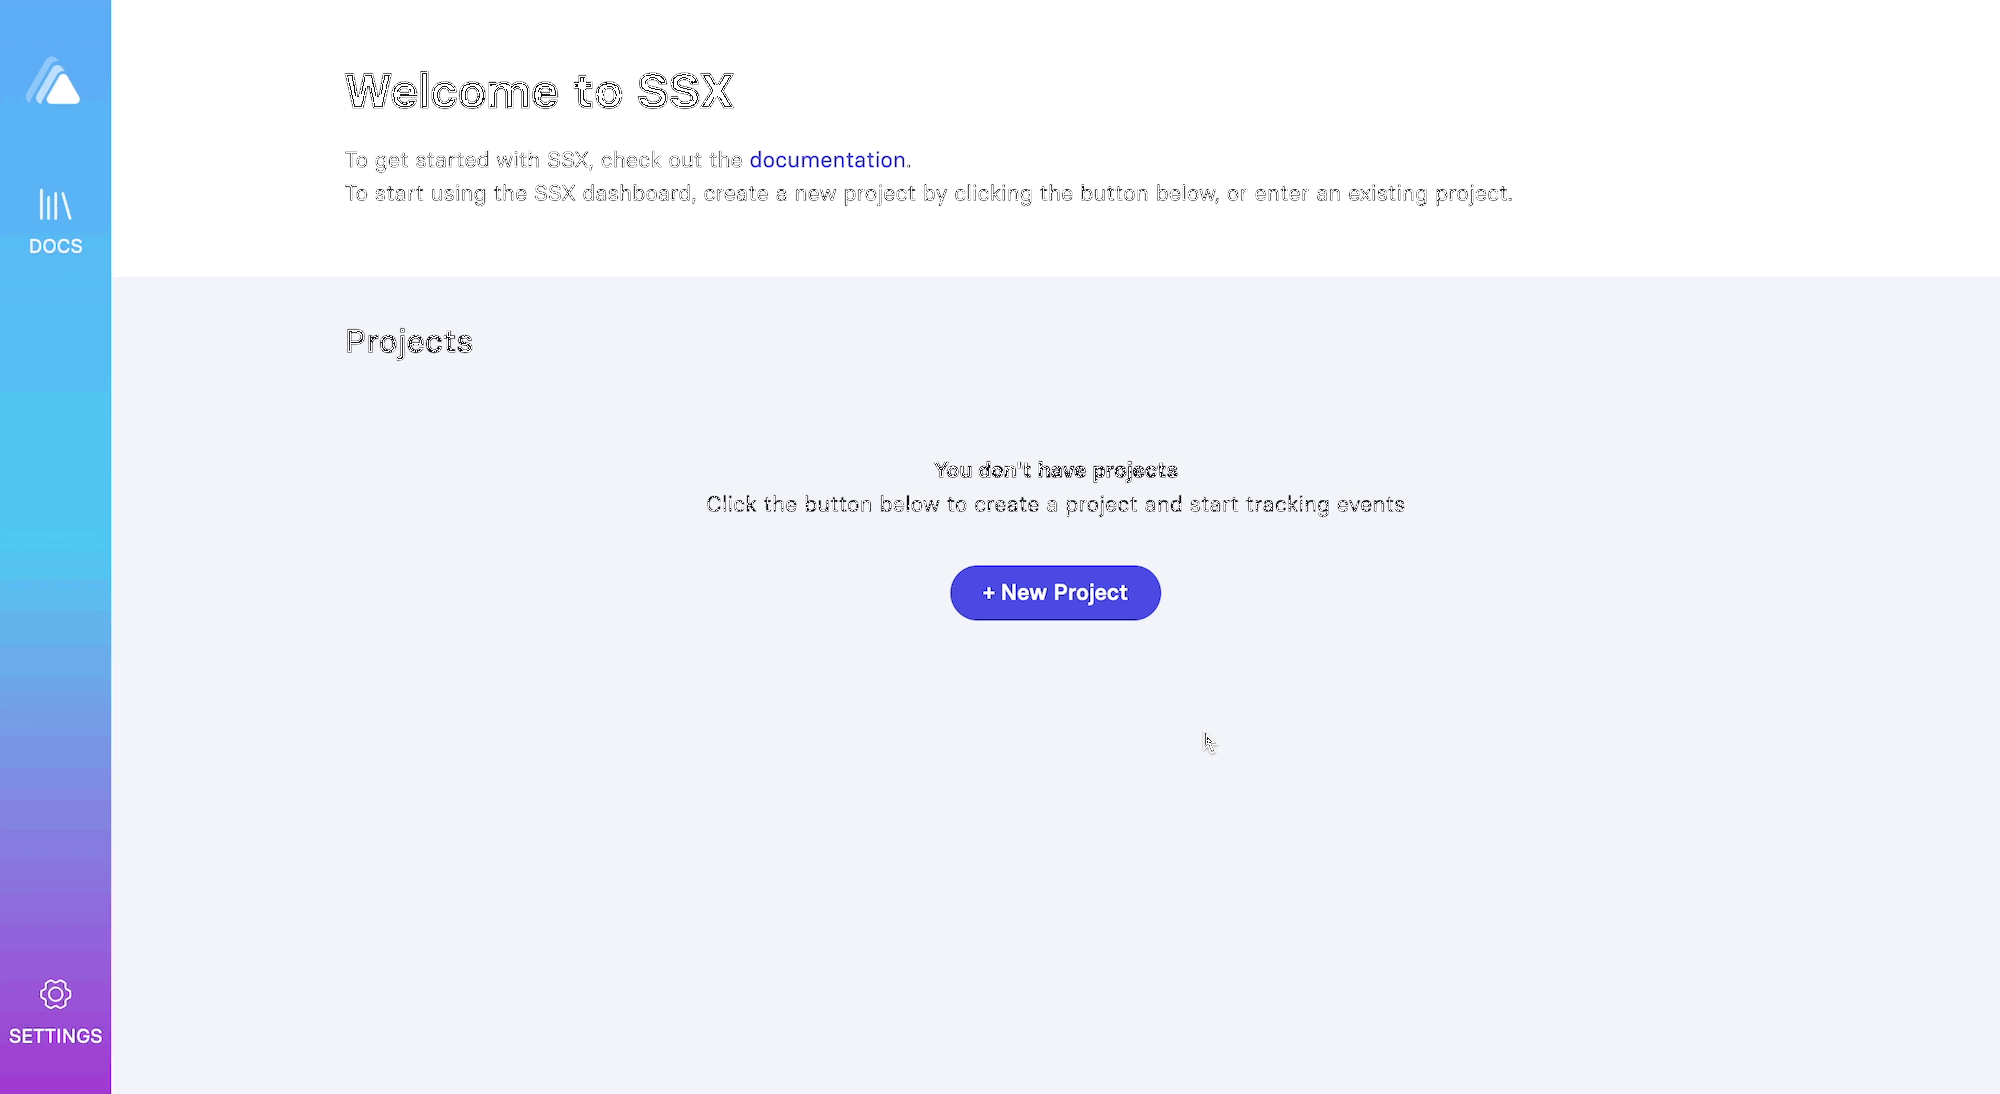 Welcome to SSX
To get started with SSX, check out the documentation.
To start using the SSX dashboard, create a new project by clicking the button below, or enter an existing project.
DOCS
Projects
You don't have projects
Click the button below to create a project and start tracking events
+ New Project
SETTINGS